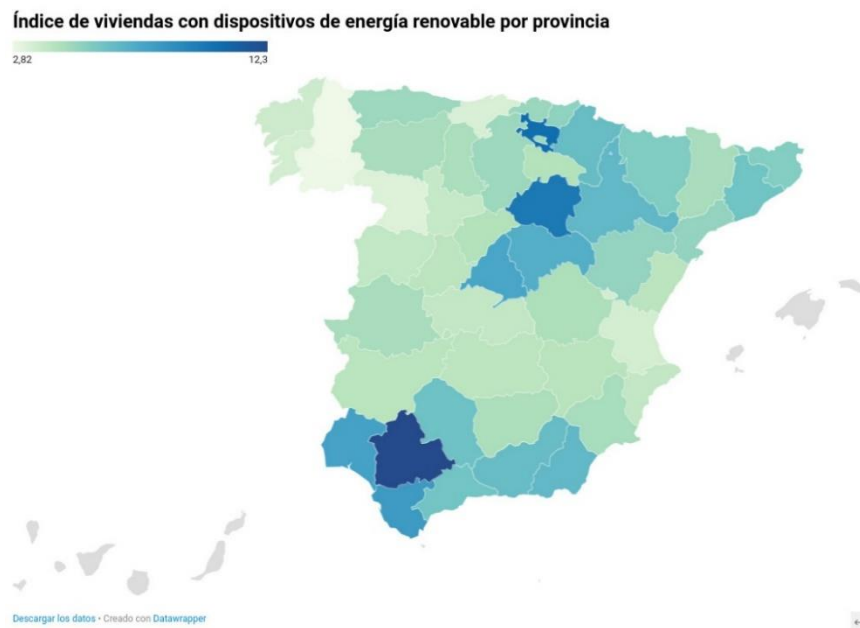 Índice de viviendas con dispositivos de energía renovable por provincia
2,82 12,3
Descargar los datos • Creado con Datawrapper